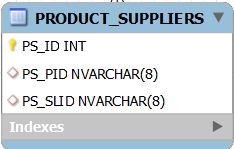 PRODUCT_SUPPLIERS
PS_ID INT
PS_PID NVARCHAR(8)
PS_SLID NVARCHAR(8)
Indexes